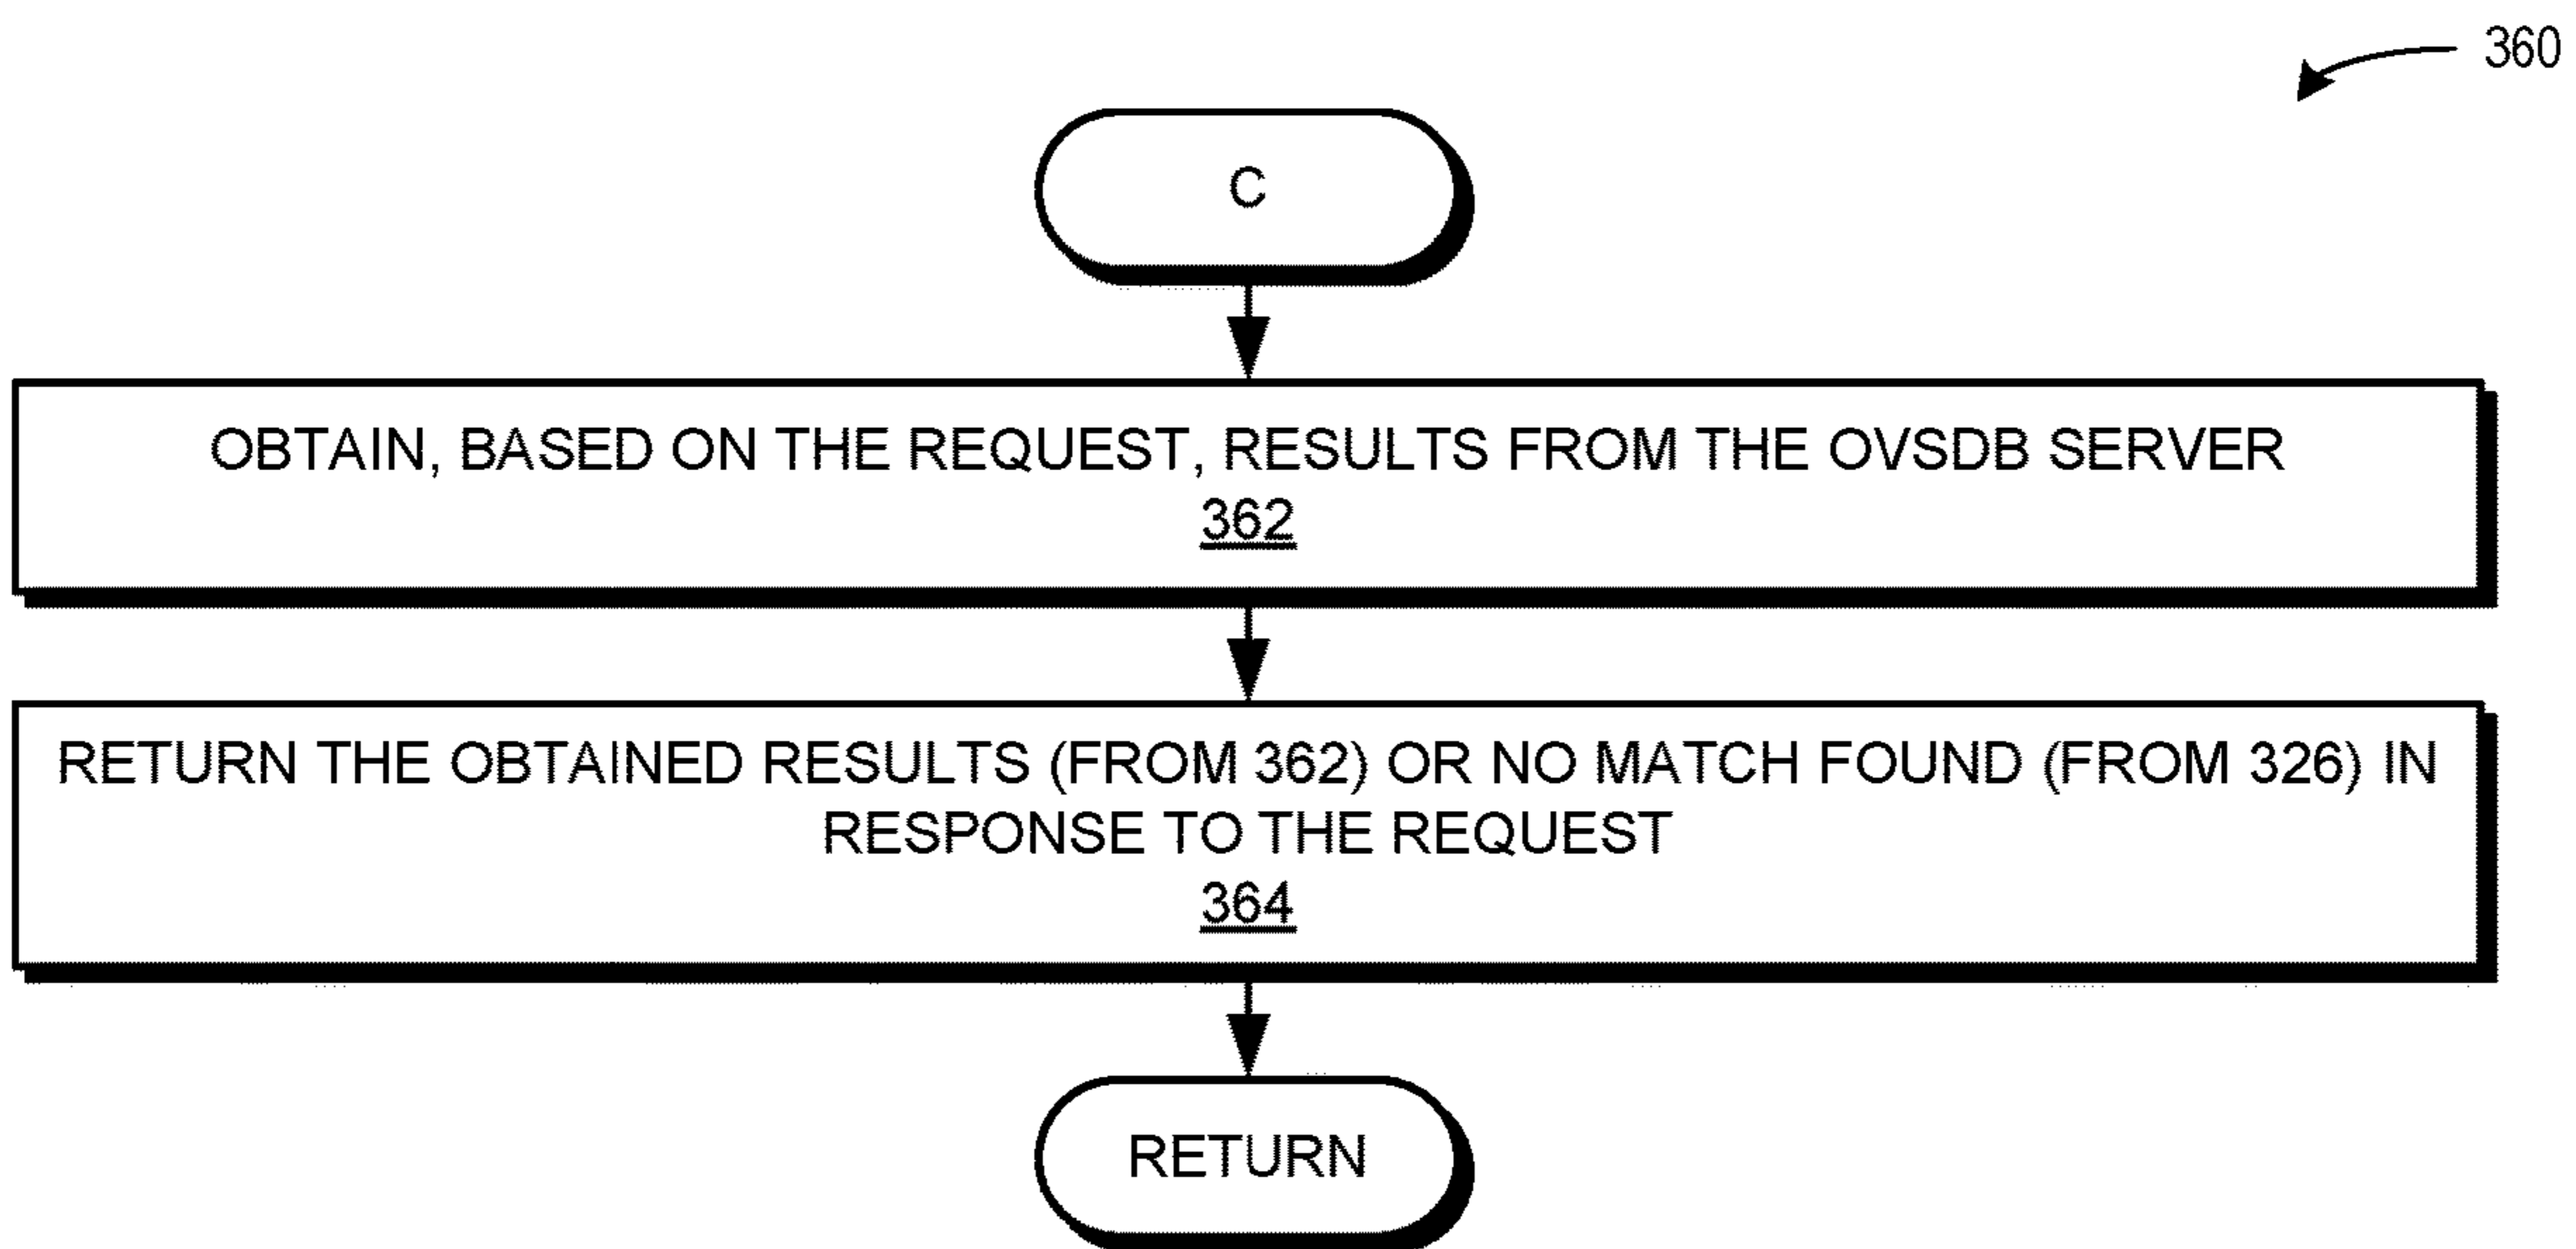 360
C
OBTAIN, BASED ON THE REQUEST, RESULTS FROM THE OVSDB SERVER
362
RETURN THE OBTAINED RESULTS (FROM 362) OR NO MATCH FOUND (FROM 326) IN
RESPONSE TO THE REQUEST
364
RETURN